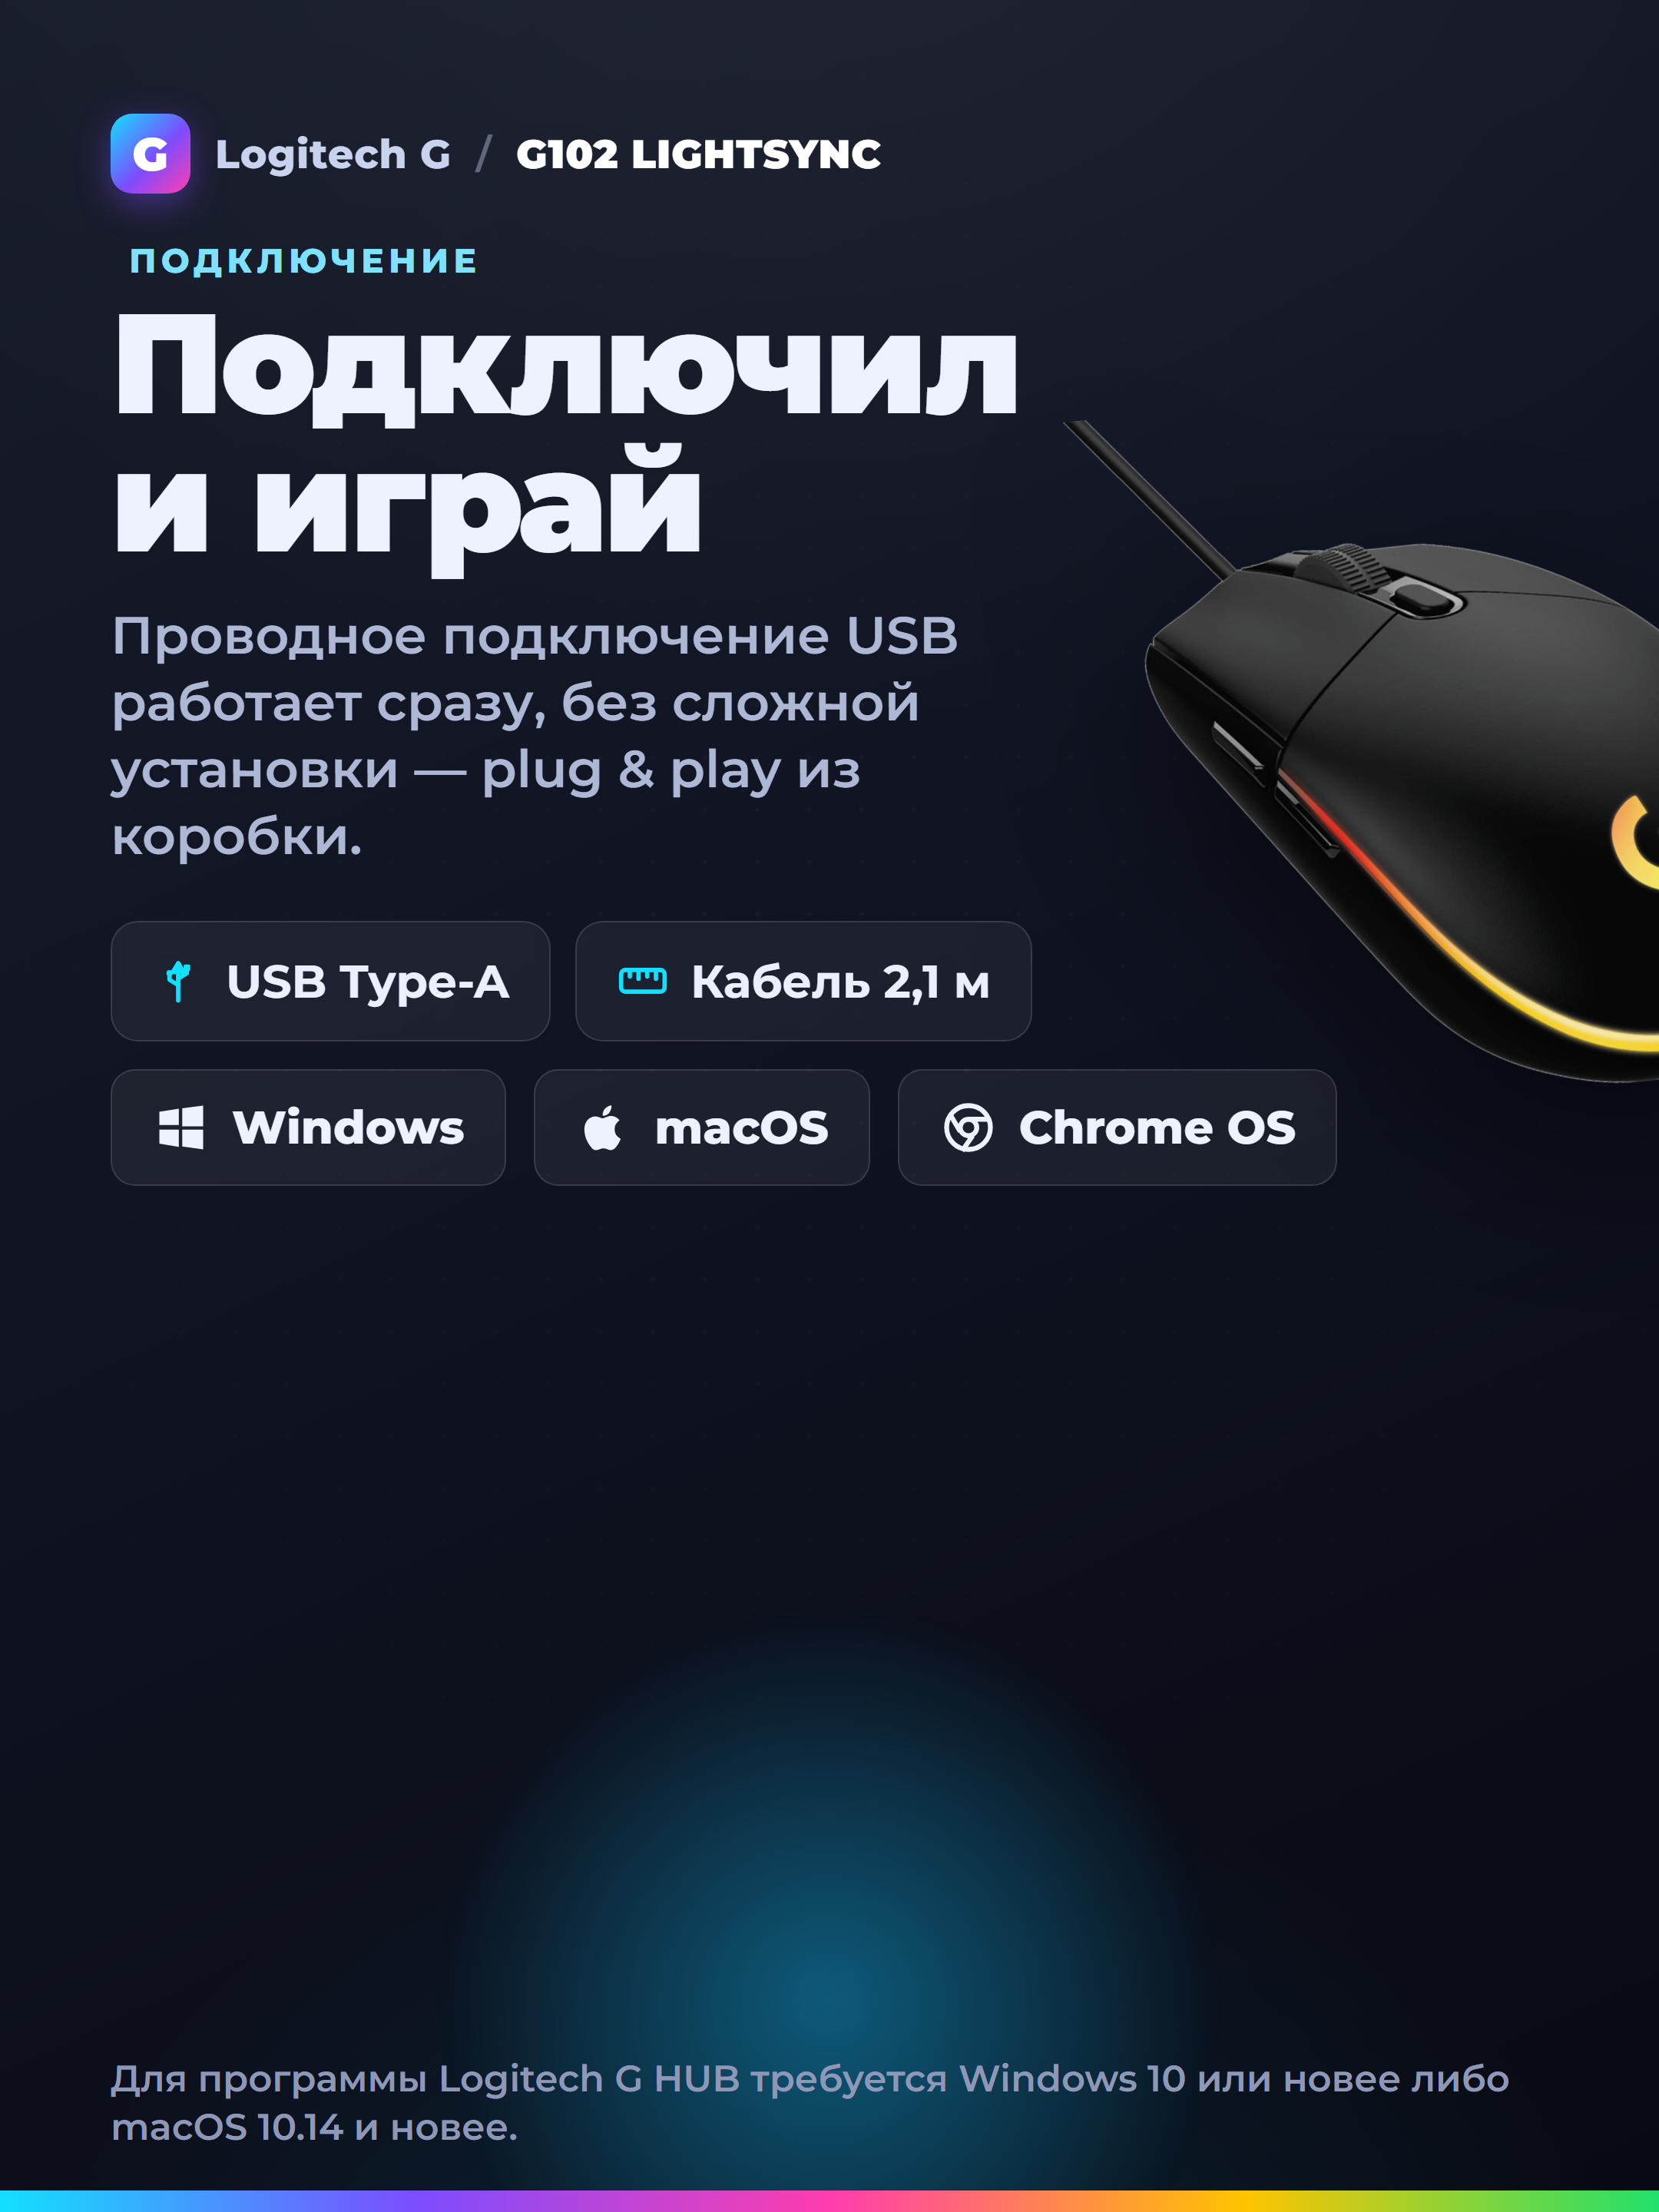 G Logitech G / G102 LIGHTSYNC
ПОДКЛЮЧЕНИЕ
Подключил
и играй
Проводное подключение USB
работает сразу, без сложной
установки — plug & play из
коробки.
USB Type-A
Кабель 2,1 м
Windows
macOS
Chrome OS
Для программы Logitech G HUB требуется Windows 10 или новее либо
macOS 10.14 и новее.